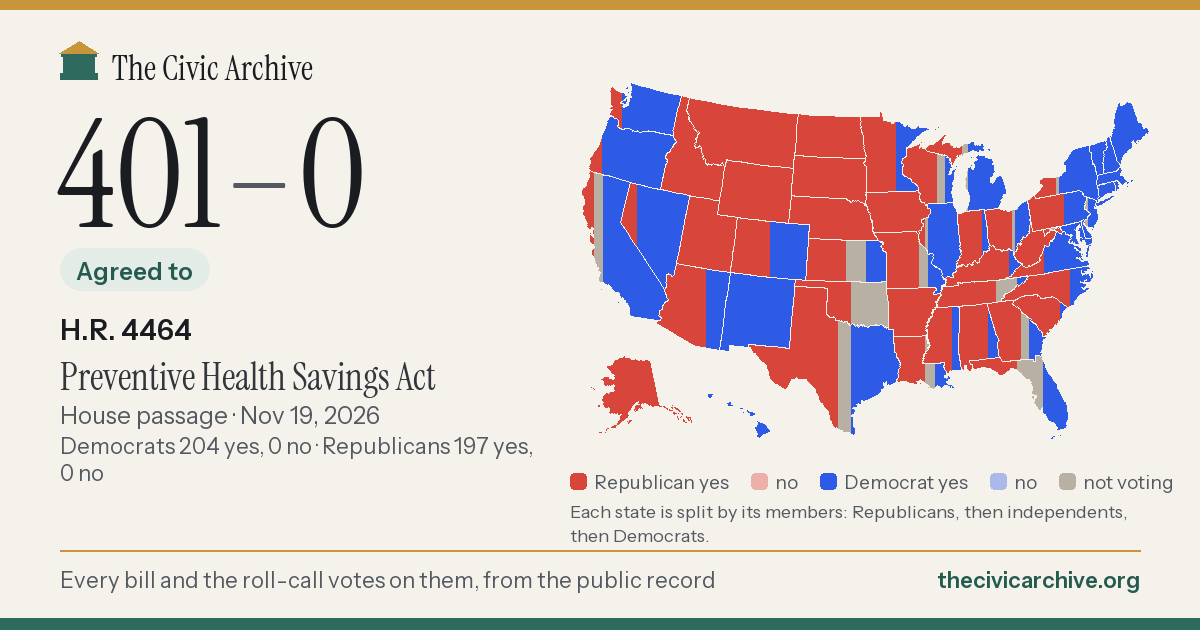 The Civic Archive
401 – 0
Agreed to
H.R. 4464
Preventive Health Savings Act
House passage · Nov 19, 2026
Democrats 204 yes, 0 no · Republicans 197 yes,
0 no
Republican yes no Democrat yes no not voting
Each state is split by its members: Republicans, then independents,
then Democrats.
Every bill and the roll-call votes on them, from the public record
thecivicarchive.org